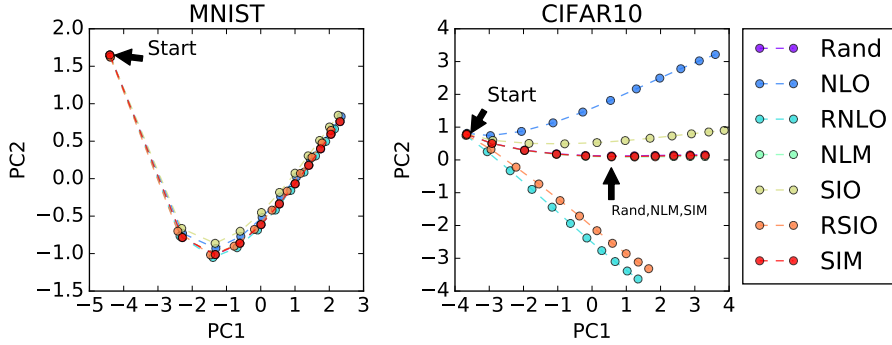 MNIST
2.0
1.5
1.0
0.5
0.0
−0.5
−1.0
−1.5
PC2
Start
−5 −4 −3 −2 −1 0 1 2 3
PC1
CIFAR10
4
3
2
1
0
−1
−2
−3
−4
PC2
Start
Rand,NLM,SIM
−4 −3 −2 −1 0 1 2 3 4
PC1
Rand
NLO
RNLO
NLM
SIO
RSIO
SIM